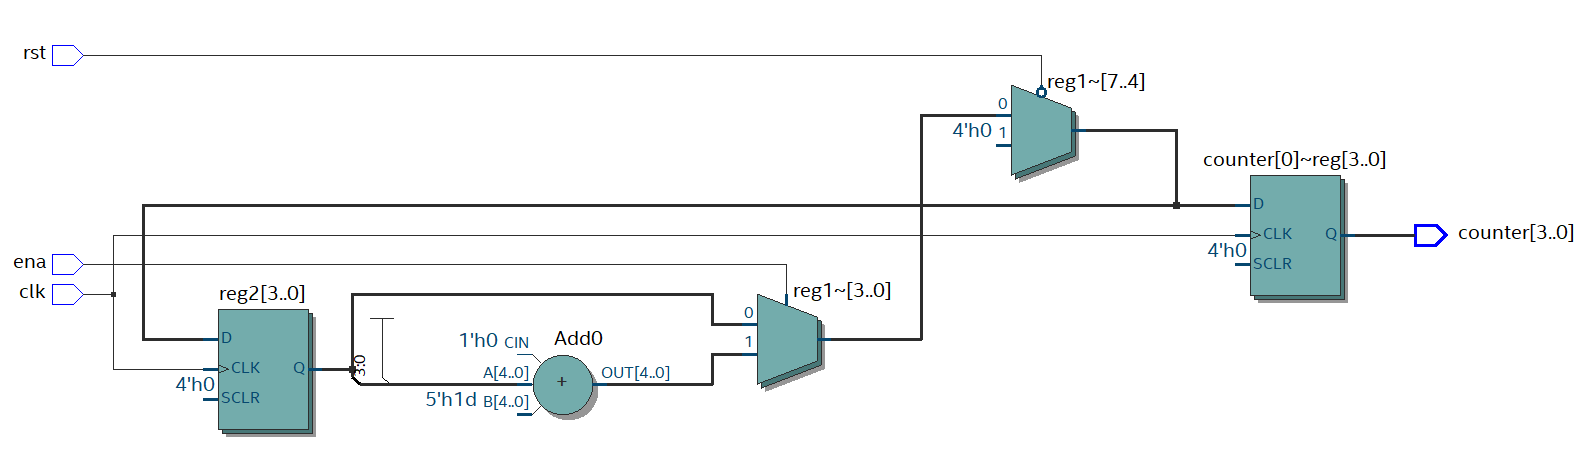 rst
reg1~[7..4]
0
4'h0 1
counter[0]~reg[3..0]
D
CLK
Q
4'h0
SCLR
counter[3..0]
ena
clk
reg2[3..0]
D
CLK
Q
4'h0
SCLR
3:0
1'h0 CIN
Add0
A[4..0]
+
OUT[4..0]
5'h1d B[4..0]
reg1~[3..0]
0
1